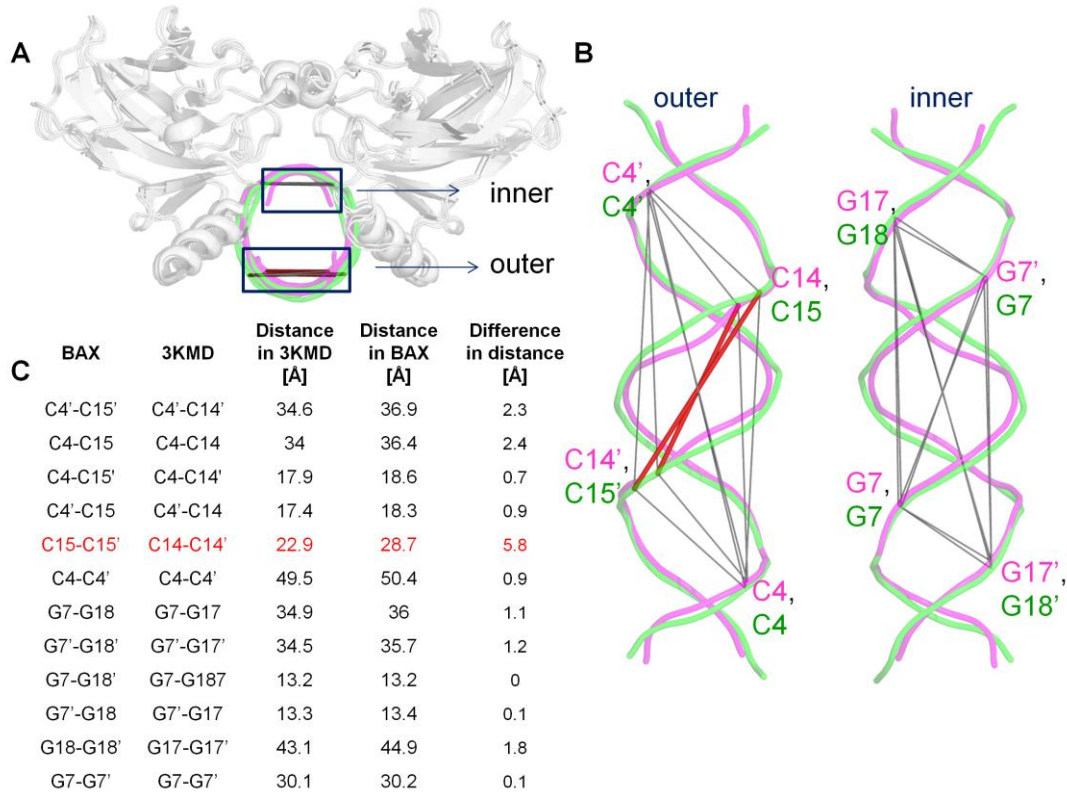 A
inner
outer
B
outer
inner
C4’,
C4
C14,
C15
C14’,
C15’
C4,
C4
G17,
G18
G7’,
G7
G7,
G7
G17’,
G18’
C
BAX 3KMD Distance in 3KMD [Å] Distance in BAX [Å] Difference in distance [Å]
C4’-C15’ C4’-C14’ 34.6 36.9 2.3
C4-C15 C4-C14 34 36.4 2.4
C4-C15' C4-C14’ 17.9 18.6 0.7
C4’-C15 C4’-C14 17.4 18.3 0.9
C15-C15’ C14-C14’ 22.9 28.7 5.8
C4-C4’ C4-C4’ 49.5 50.4 0.9
G7-G18 G7-G17 34.9 36 1.1
G7’-G18’ G7’-G17’ 34.5 35.7 1.2
G7-G18’ G7-G187 13.2 13.2 0
G7’-G18 G7’-G17 13.3 13.4 0.1
G18-G18’ G17-G17’ 43.1 44.9 1.8
G7-G7’ G7-G7’ 30.1 30.2 0.1